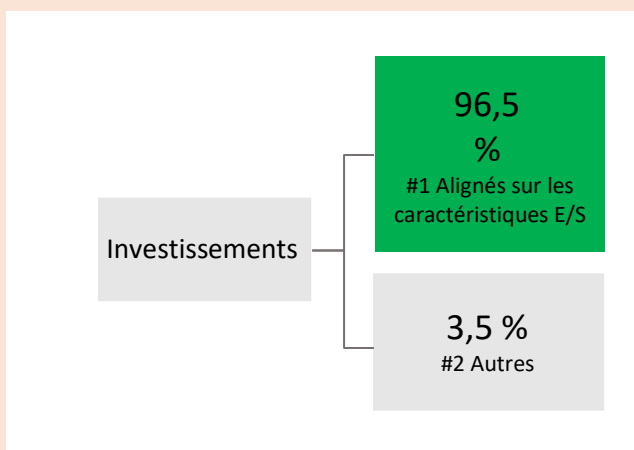 Investissements
96,5
%
#1 Alignés sur les
caractéristiques E/S
3,5 %
#2 Autres